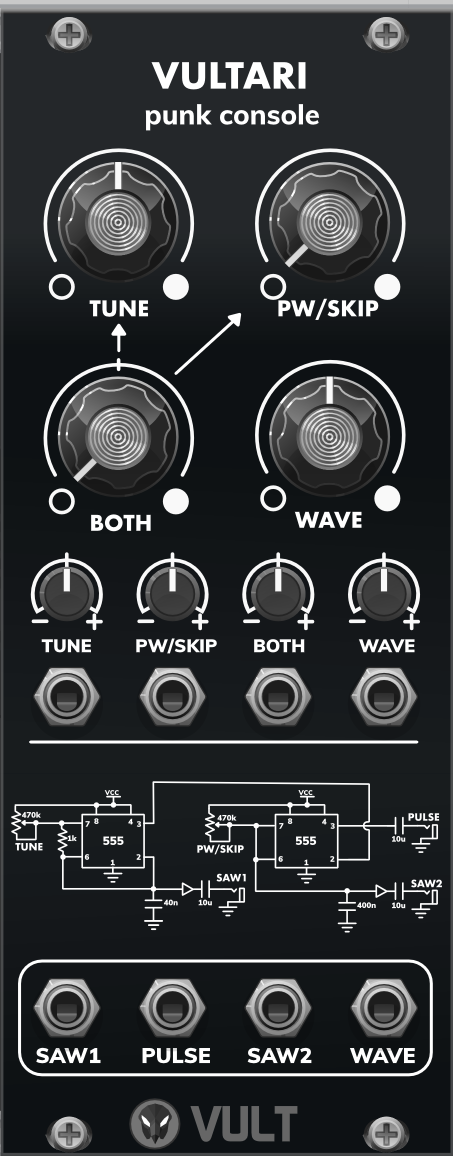 VULTARI
punk console
TUNE PW/SKIP
BOTH WAVE
- + - + - + - +
TUNE PW/SKIP BOTH WAVE
VCC VCC
470k 7 8 4 3 470k 7 8 4 3 PULSE
1k 555 555 10u
TUNE PW/SKIP
6 1 2 6 1 2
SAW1 SAW2
40n 10u 400n 10u
SAW1 PULSE SAW2 WAVE
VULT